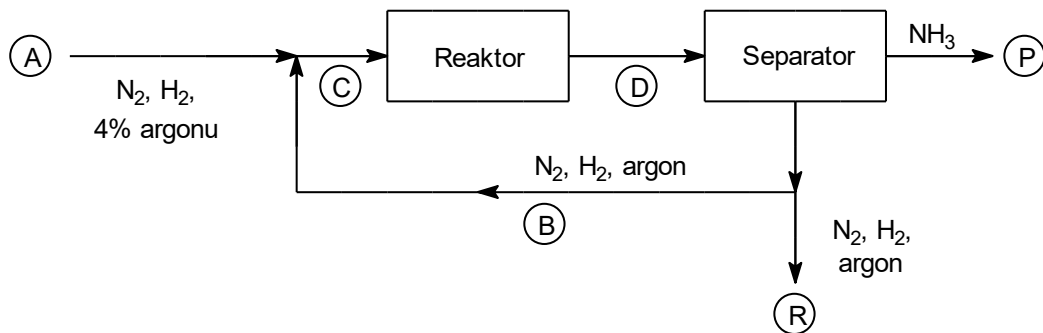 A
N₂, H₂,
4% argonu
C
Reaktor
D
Separator
NH₃
P
N₂, H₂, argon
B
N₂, H₂,
argon
R